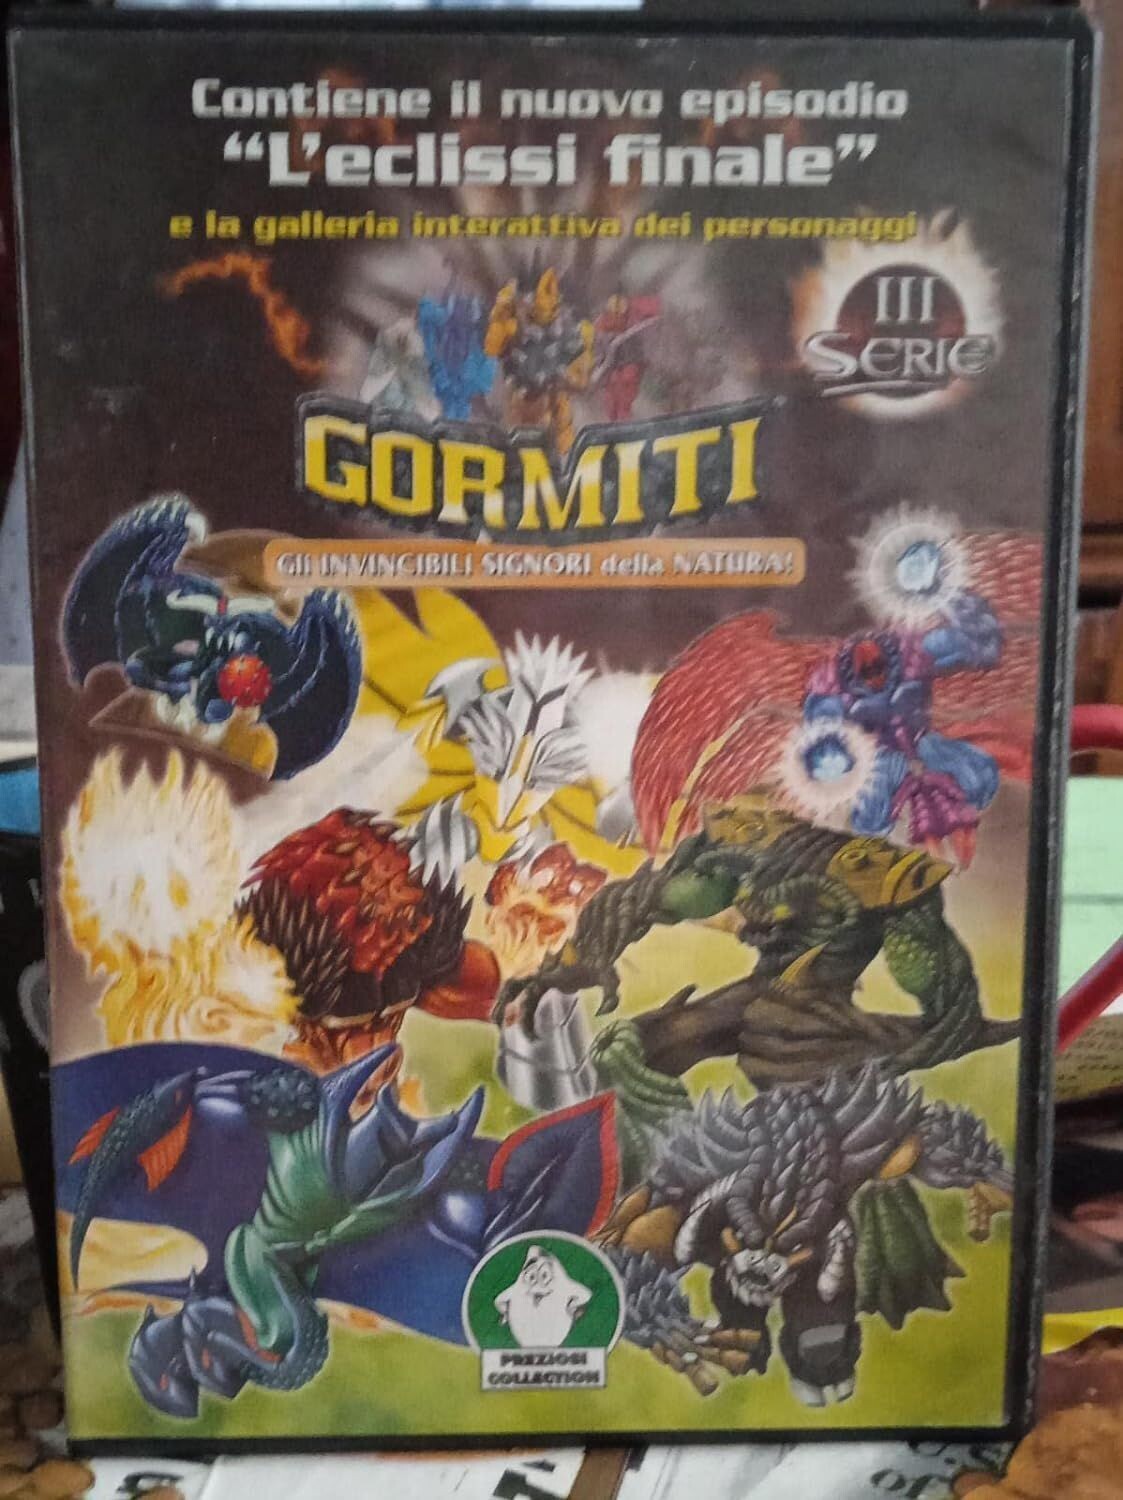 Contiene il nuovo episodio
“L'eclissi finale”
e la galleria interattiva dei personaggi
III
SERIE
GORMITI
GLI INVINCIBILI SIGNORI della NATURA!
PREZIOSI
COLLECTION